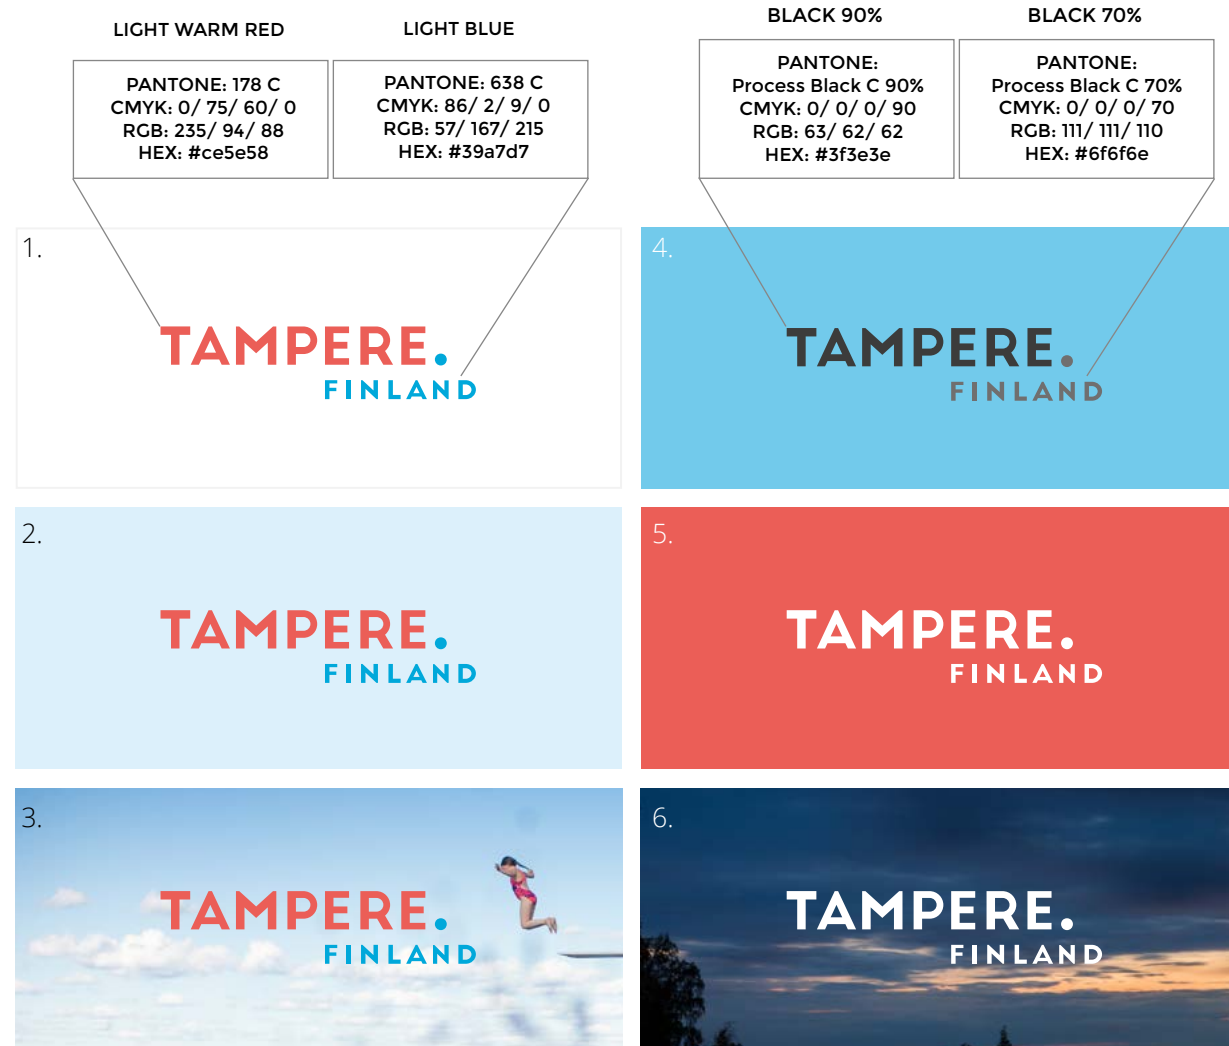 LIGHT WARM RED
PANTONE: 178 C
CMYK: 0/ 75/ 60/ 0
RGB: 235/ 94/ 88
HEX: #ce5e58
LIGHT BLUE
PANTONE: 638 C
CMYK: 86/ 2/ 9/ 0
RGB: 57/ 167/ 215
HEX: #39a7d7
BLACK 90%
PANTONE:
Process Black C 90%
CMYK: 0/ 0/ 0/ 90
RGB: 63/ 62/ 62
HEX: #3f3e3e
BLACK 70%
PANTONE:
Process Black C 70%
CMYK: 0/ 0/ 0/ 70
RGB: 111/ 111/ 110
HEX: #6f6f6e
1.
TAMPERE.
FINLAND
4.
TAMPERE.
FINLAND
2.
TAMPERE.
FINLAND
5.
TAMPERE.
FINLAND
3.
TAMPERE.
FINLAND
6.
TAMPERE.
FINLAND